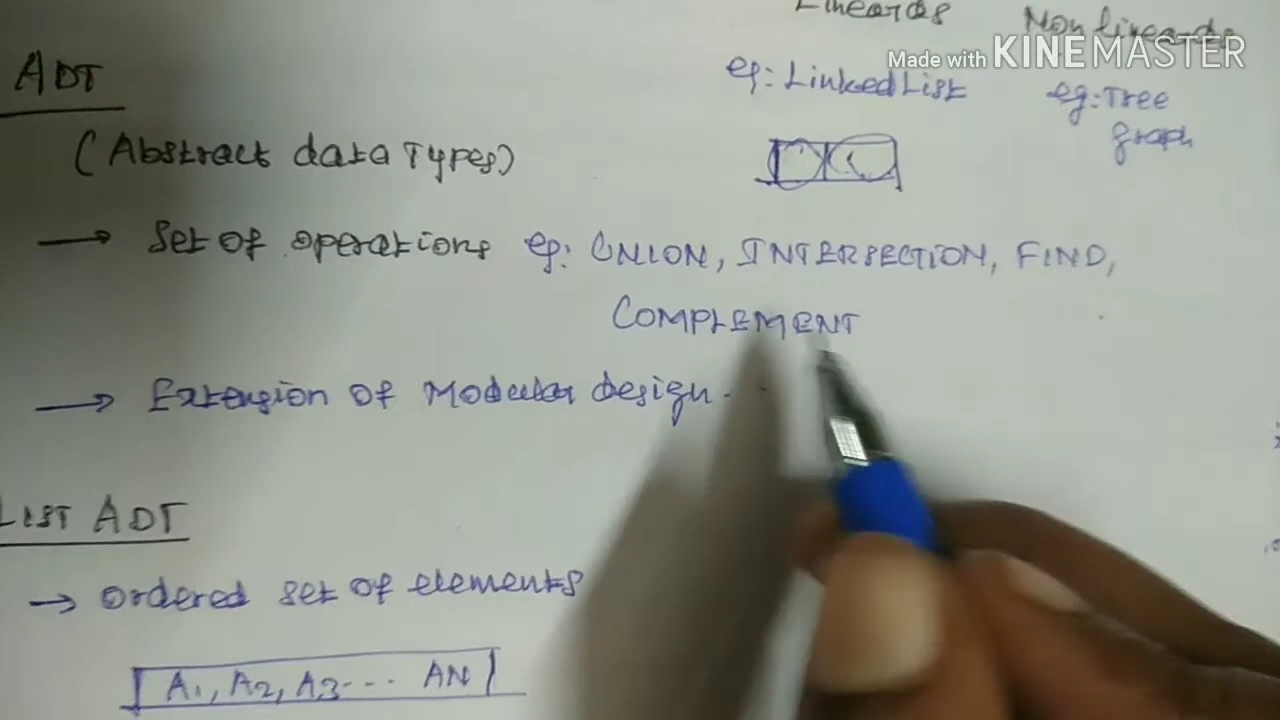 Linear ds Non linear ds
Made with KINEMASTER
ADT
eg: Linked List eg: Tree
graph
(Abstract data Types)
→ Set of operations eg: UNION, INTERSECTION, FIND,
COMPLEMENT
→ Extension of Modular design.
LIST ADT
→ ordered set of elements
A1, A2, A3... AN